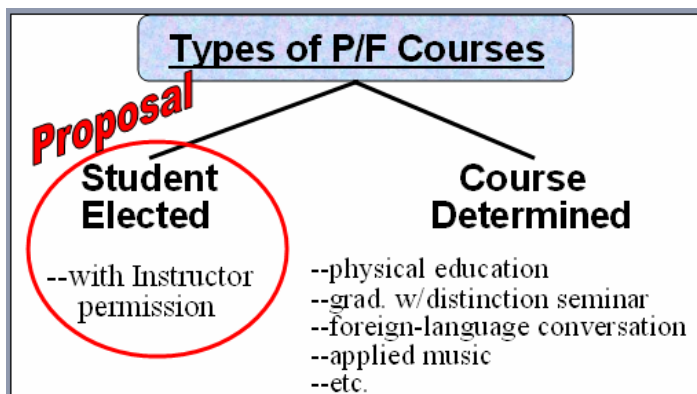 Types of P/F Courses
Proposal
Student
Elected
--with Instructor
permission
Course
Determined
--physical education
--grad. w/distinction seminar
--foreign-language conversation
--applied music
--etc.